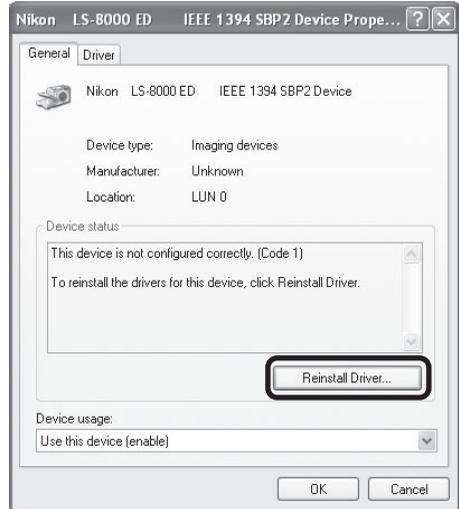 Nikon LS-8000 ED IEEE 1394 SBP2 Device Prope...
General Driver
Nikon LS-8000 ED IEEE 1394 SBP2 Device
Device type: Imaging devices
Manufacturer: Unknown
Location: LUN 0
Device status
This device is not configured correctly. (Code 1)
To reinstall the drivers for this device, click Reinstall Driver.
Reinstall Driver...
Device usage:
Use this device (enable)
OK Cancel